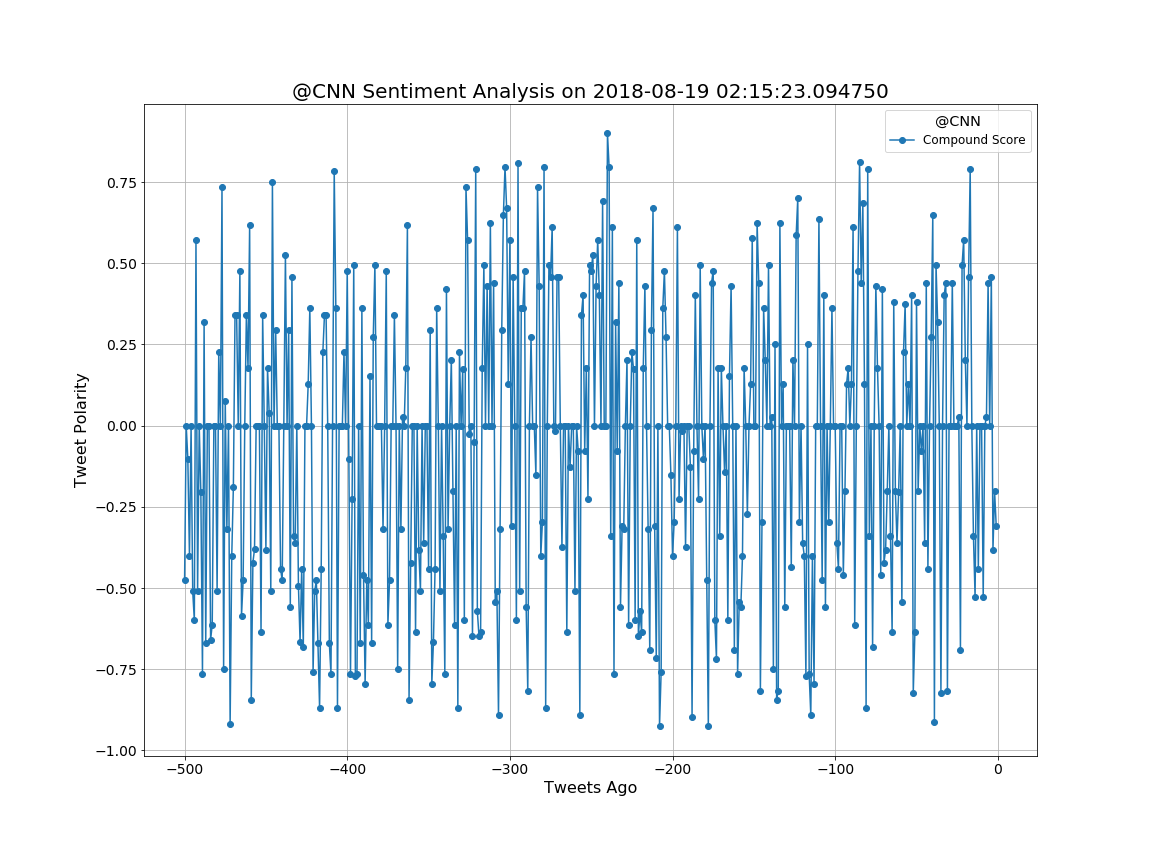 @CNN Sentiment Analysis on 2018-08-19 02:15:23.094750
@CNN
Compound Score
0.75
0.50
0.25
0.00
−0.25
−0.50
−0.75
−1.00
Tweet Polarity
−500 −400 −300 −200 −100 0
Tweets Ago